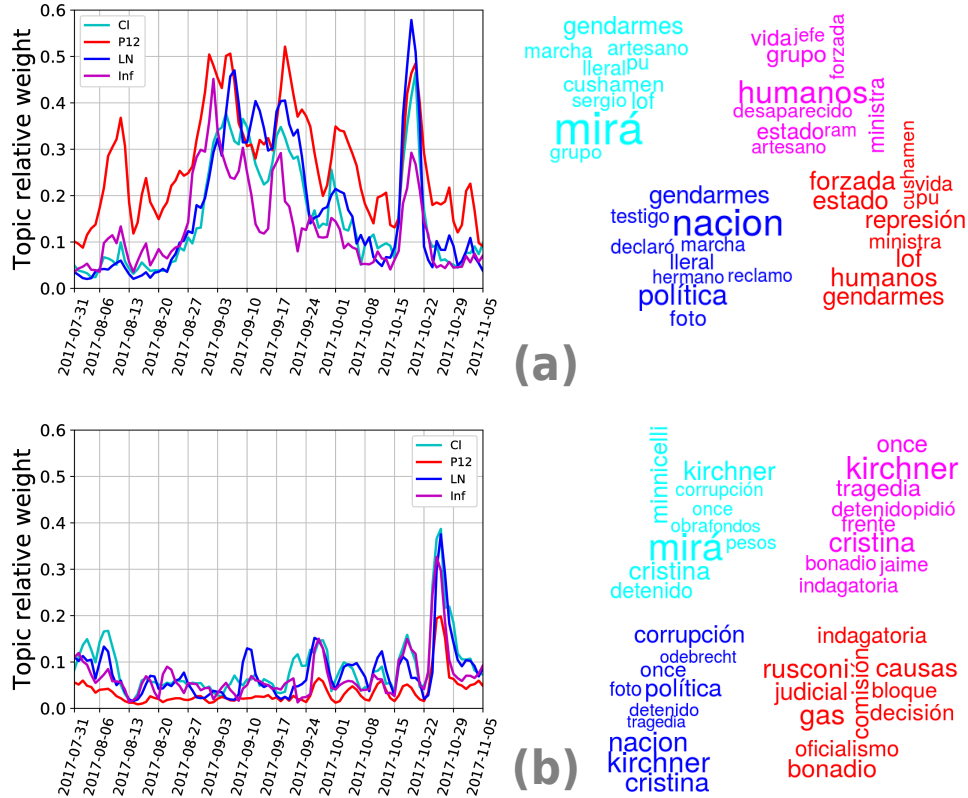 Topic relative weight
0.6
0.5
0.4
0.3
0.2
0.1
0.0
Cl
P12
LN
Inf
2017-07-31
2017-08-06
2017-08-13
2017-08-20
2017-08-27
2017-09-03
2017-09-10
2017-09-17
2017-09-24
2017-10-01
2017-10-08
2017-10-15
2017-10-22
2017-10-29
2017-11-05
gendarmes
marcha artesano
lleral pu
cushamen
sergio lof
mirá
grupo
vida jefe
forzada
grupo
humanos
desaparecido
ministra
estado ram
artesano
gendarmes
testigo nacion
declaró marcha
lleral
hermano reclamo
política
foto
cushamen
forzada vida
estado pu
represión
ministra
lof
humanos
gendarmes
(a)
Topic relative weight
0.6
0.5
0.4
0.3
0.2
0.1
0.0
Cl
P12
LN
Inf
2017-07-31
2017-08-06
2017-08-13
2017-08-20
2017-08-27
2017-09-03
2017-09-10
2017-09-17
2017-09-24
2017-10-01
2017-10-08
2017-10-15
2017-10-22
2017-10-29
2017-11-05
minnicelli
kirchner
corrupción
once
obra fondos
mirá pesos
cristina
detenido
once
kirchner
tragedia
detenido pidió
frente
cristina
bonadio jaime
indagatoria
corrupción
odebrecht
once
foto política
detenido
tragedia
nacion
kirchner
cristina
indagatoria
rusconi: causas
judicial bloque
comisión
gas decisión
oficialismo
bonadio
(b)